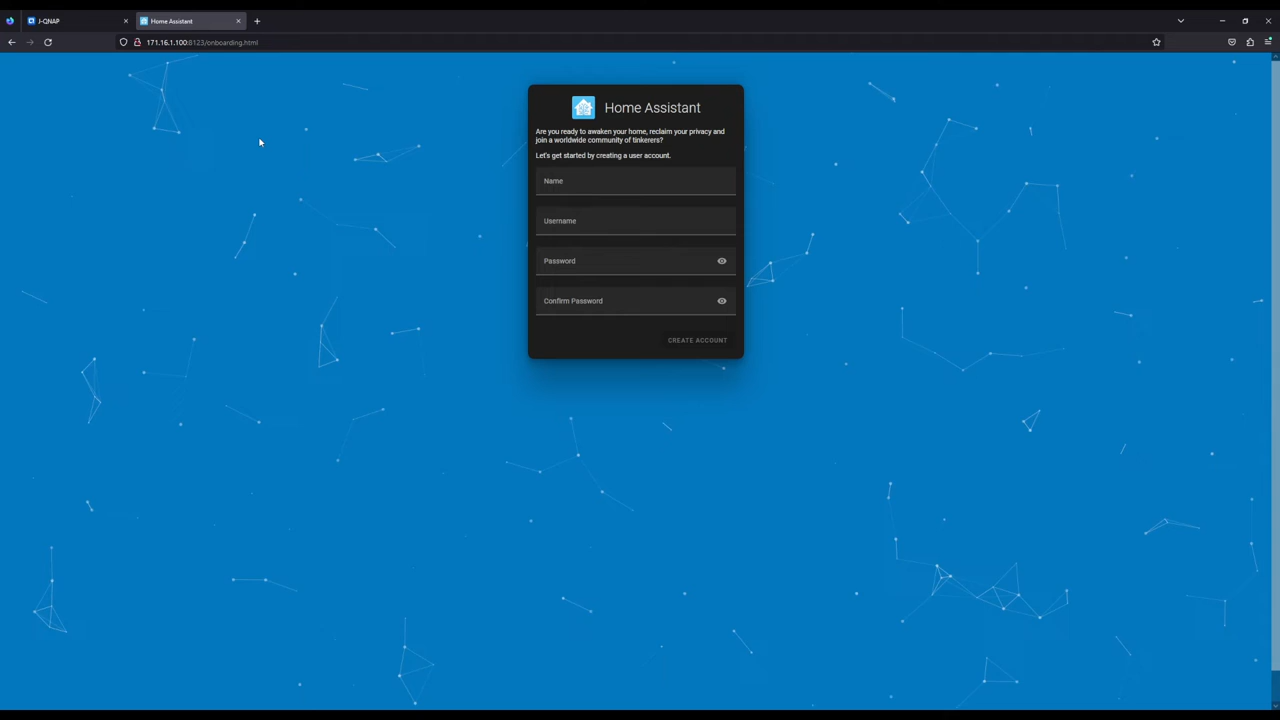 J-QNAP
Home Assistant
171.16.1.100:8123/onboarding.html
Home Assistant
Are you ready to awaken your home, reclaim your privacy and
join a worldwide community of tinkerers?
Let's get started by creating a user account.
Name
Username
Password
Confirm Password
CREATE ACCOUNT